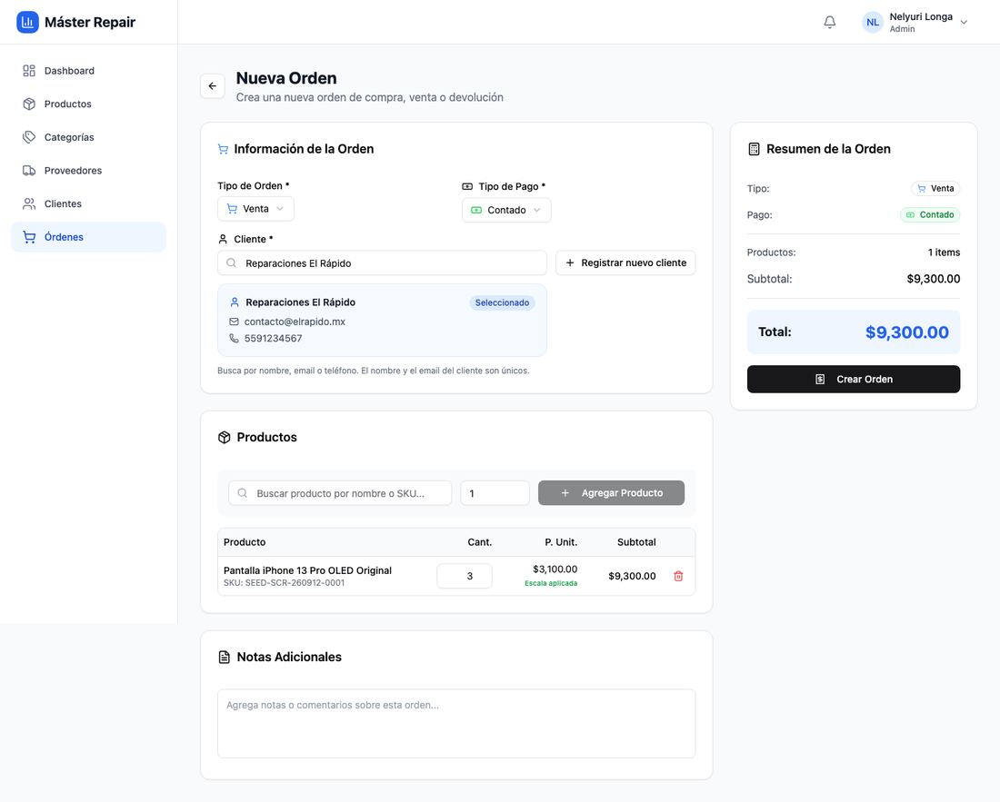 Máster Repair
NL
Nelyuri Longa
Admin
Dashboard
Productos
Categorías
Proveedores
Clientes
Órdenes
Nueva Orden
Crea una nueva orden de compra, venta o devolución
Información de la Orden
Tipo de Orden *
Venta
Tipo de Pago *
Contado
Cliente *
Reparaciones El Rápido
Registrar nuevo cliente
Reparaciones El Rápido
Seleccionado
contacto@elrapido.mx
5591234567
Busca por nombre, email o teléfono. El nombre y el email del cliente son únicos.
Productos
Buscar producto por nombre o SKU...
1
Agregar Producto
Producto Cant. P. Unit. Subtotal
Pantalla iPhone 13 Pro OLED Original
SKU: SEED-SCR-260912-0001
3
$3,100.00
Escala aplicada
$9,300.00
Notas Adicionales
Agrega notas o comentarios sobre esta orden...
Resumen de la Orden
Tipo: Venta
Pago: Contado
Productos: 1 items
Subtotal: $9,300.00
Total: $9,300.00
Crear Orden